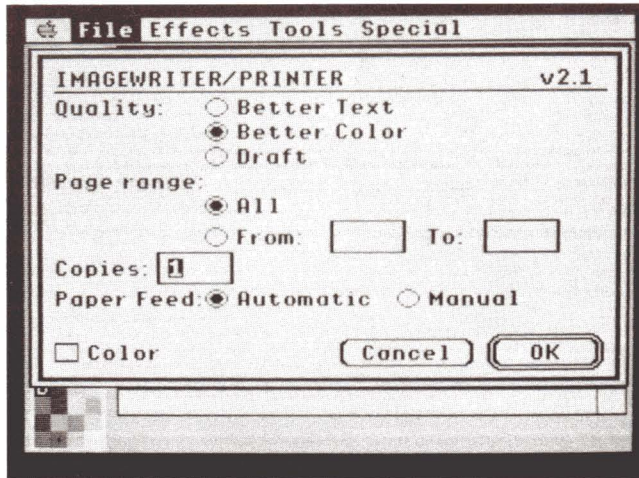 File Effects Tools Special
IMAGEWRITER/PRINTER v2.1
Quality: Better Text
Better Color
Draft
Page range:
All
From: To:
Copies: 1
Paper Feed: Automatic Manual
Color Cancel OK